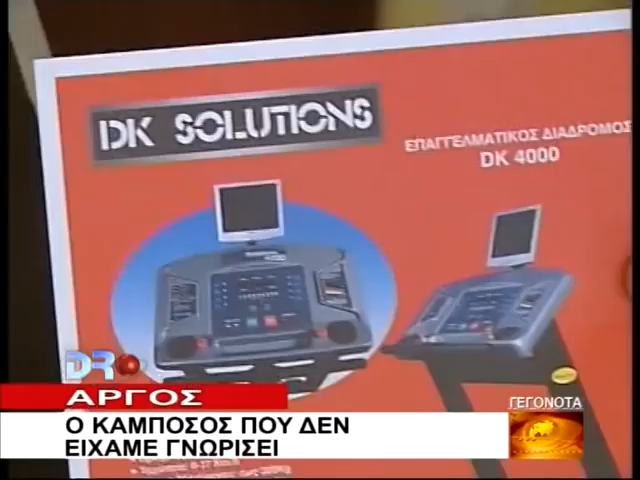 DK SOLUTIONS
ΕΠΑΓΓΕΛΜΑΤΙΚΟΣ ΔΙΑΔΡΟΜΟΣ
DK 4000
DR
ΑΡΓΟΣ
Ο ΚΑΜΠΟΣΟΣ ΠΟΥ ΔΕΝ
ΕΙΧΑΜΕ ΓΝΩΡΙΣΕΙ
ΓΕΓΟΝΟΤΑ